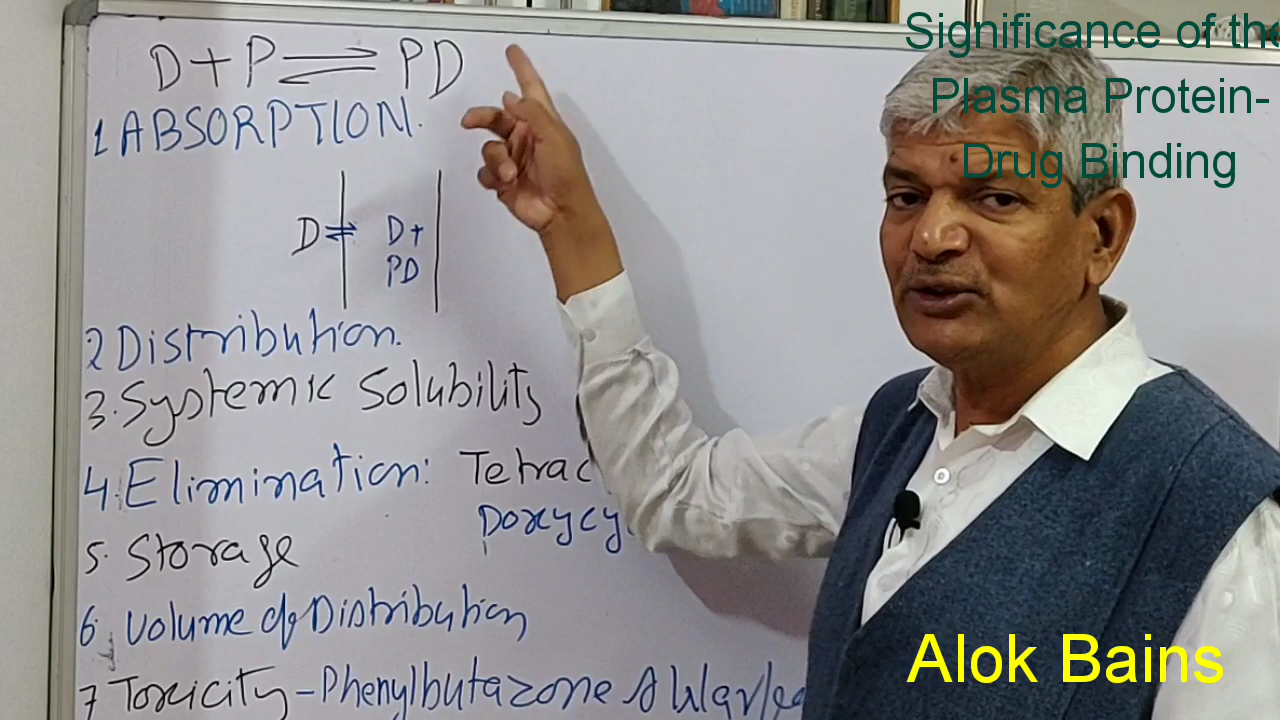 Significance of the
Plasma Protein-
Drug Binding
D + P ⇌ PD
1 ABSORPTION.
D ⇌ D +
PD
2 Distribution.
3. Systemic Solubility
4. Elimination: Tetrac
Doxycy
5. Storage
6. Volume of Distribution
7 Toxicity - Phenylbutazone &
Alok Bains